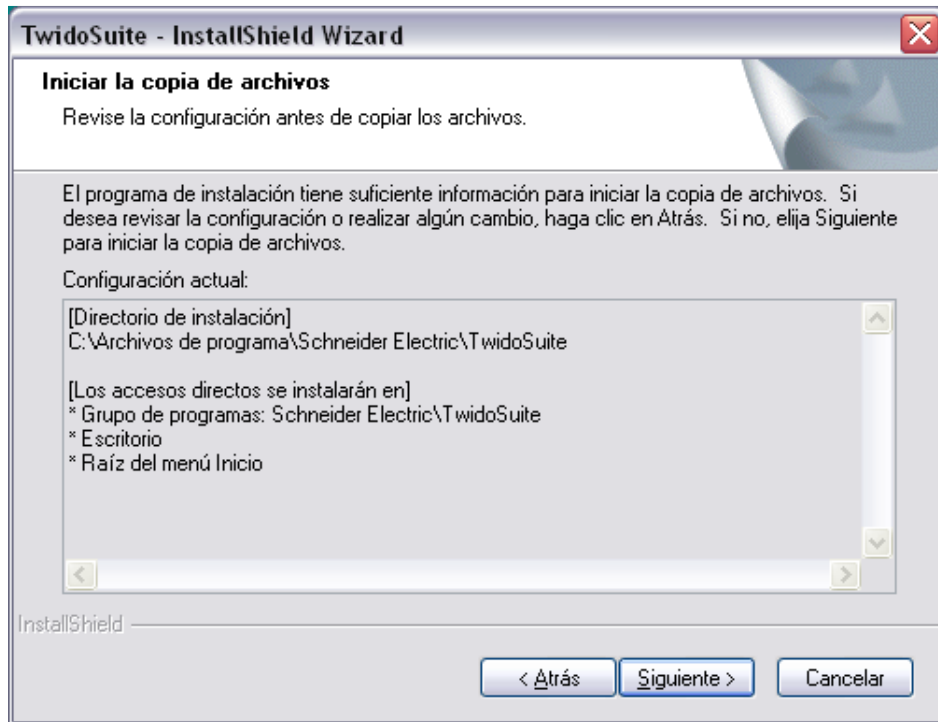 TwidoSuite - InstallShield Wizard
Iniciar la copia de archivos
Revise la configuración antes de copiar los archivos.
El programa de instalación tiene suficiente información para iniciar la copia de archivos. Si
desea revisar la configuración o realizar algún cambio, haga clic en Atrás. Si no, elija Siguiente
para iniciar la copia de archivos.
Configuración actual:
[Directorio de instalación]
C:\Archivos de programa\Schneider Electric\TwidoSuite
[Los accesos directos se instalarán en]
* Grupo de programas: Schneider Electric\TwidoSuite
* Escritorio
* Raíz del menú Inicio
InstallShield
< Atrás Siguiente > Cancelar